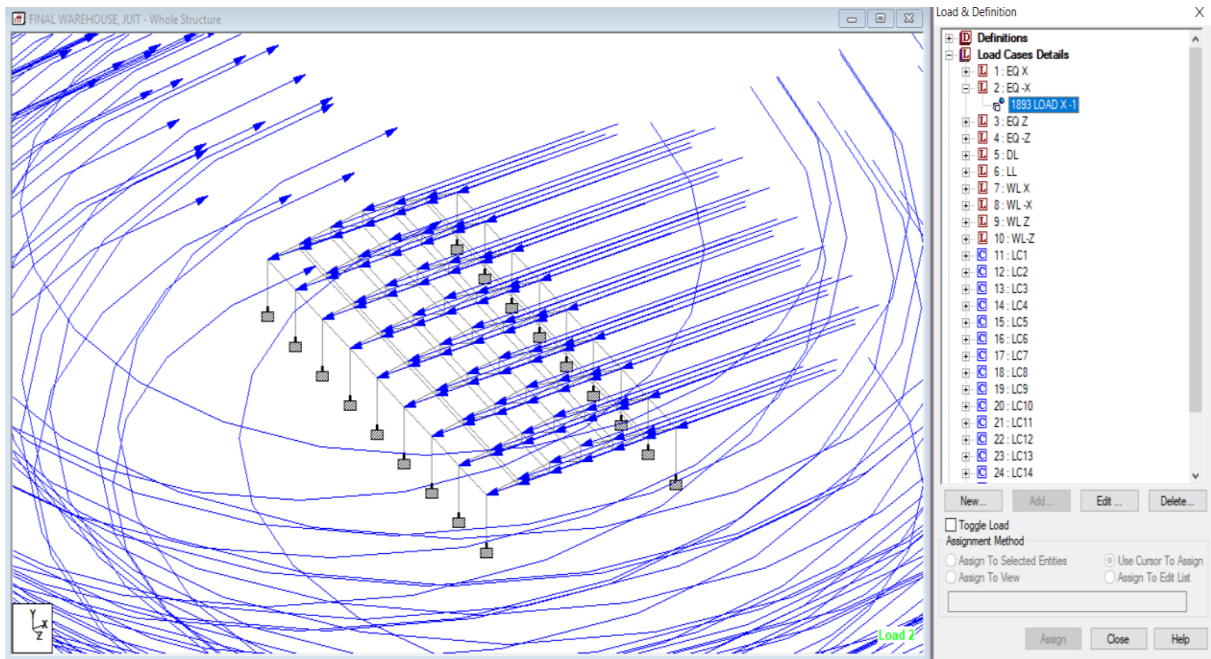 FINAL WAREHOUSE, JUIT - Whole Structure
Load 2
Y
X
Z
Load & Definition
X
D Definitions
L Load Cases Details
L 1 : EQ X
L 2 : EQ -X
1893 LOAD X -1
L 3 : EQ Z
L 4 : EQ -Z
L 5 : DL
L 6 : LL
L 7 : WL X
L 8 : WL -X
L 9 : WL Z
L 10 : WL-Z
C 11 : LC1
C 12 : LC2
C 13 : LC3
C 14 : LC4
C 15 : LC5
C 16 : LC6
C 17 : LC7
C 18 : LC8
C 19 : LC9
C 20 : LC10
C 21 : LC11
C 22 : LC12
C 23 : LC13
C 24 : LC14
New... Add... Edit ... Delete...
Toggle Load
Assignment Method
Assign To Selected Entities Use Cursor To Assign
Assign To View Assign To Edit List
Assign Close Help